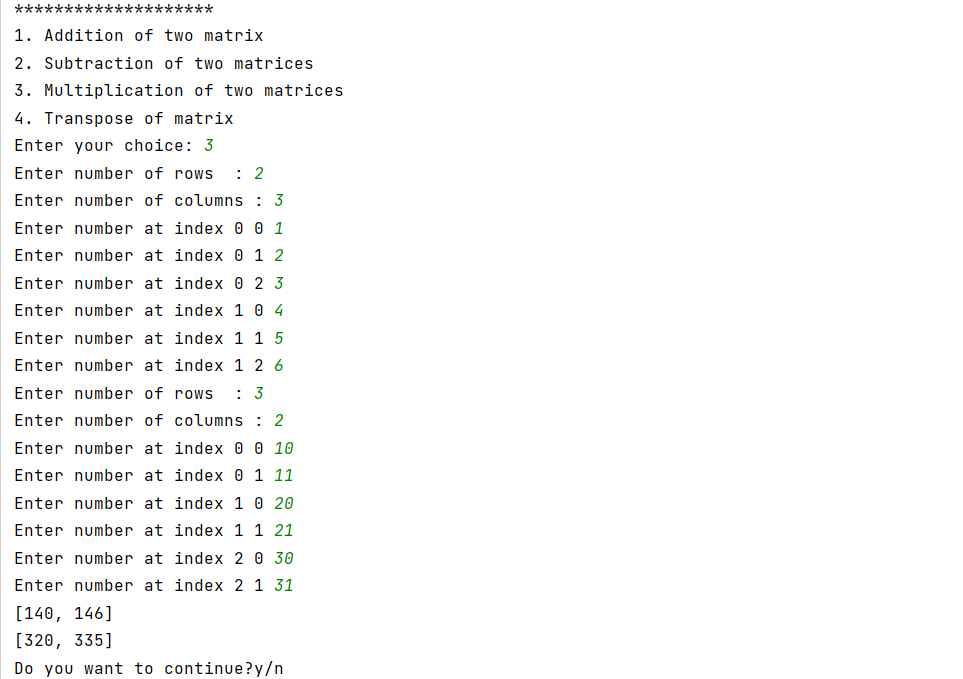 ********************
1. Addition of two matrix
2. Subtraction of two matrices
3. Multiplication of two matrices
4. Transpose of matrix
Enter your choice: 3
Enter number of rows  : 2
Enter number of columns : 3
Enter number at index 0 0 1
Enter number at index 0 1 2
Enter number at index 0 2 3
Enter number at index 1 0 4
Enter number at index 1 1 5
Enter number at index 1 2 6
Enter number of rows  : 3
Enter number of columns : 2
Enter number at index 0 0 10
Enter number at index 0 1 11
Enter number at index 1 0 20
Enter number at index 1 1 21
Enter number at index 2 0 30
Enter number at index 2 1 31
[140, 146]
[320, 335]
Do you want to continue?y/n